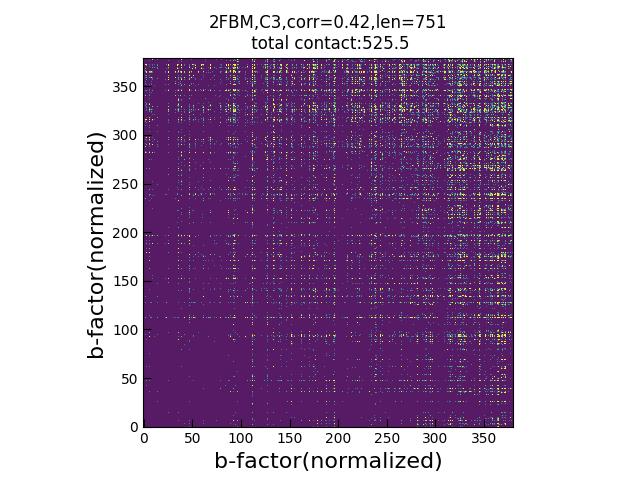 2FBM,C3,corr=0.42,len=751
total contact:525.5
b-factor(normalized)
350
300
250
200
150
100
50
0
0 50 100 150 200 250 300 350
b-factor(normalized)